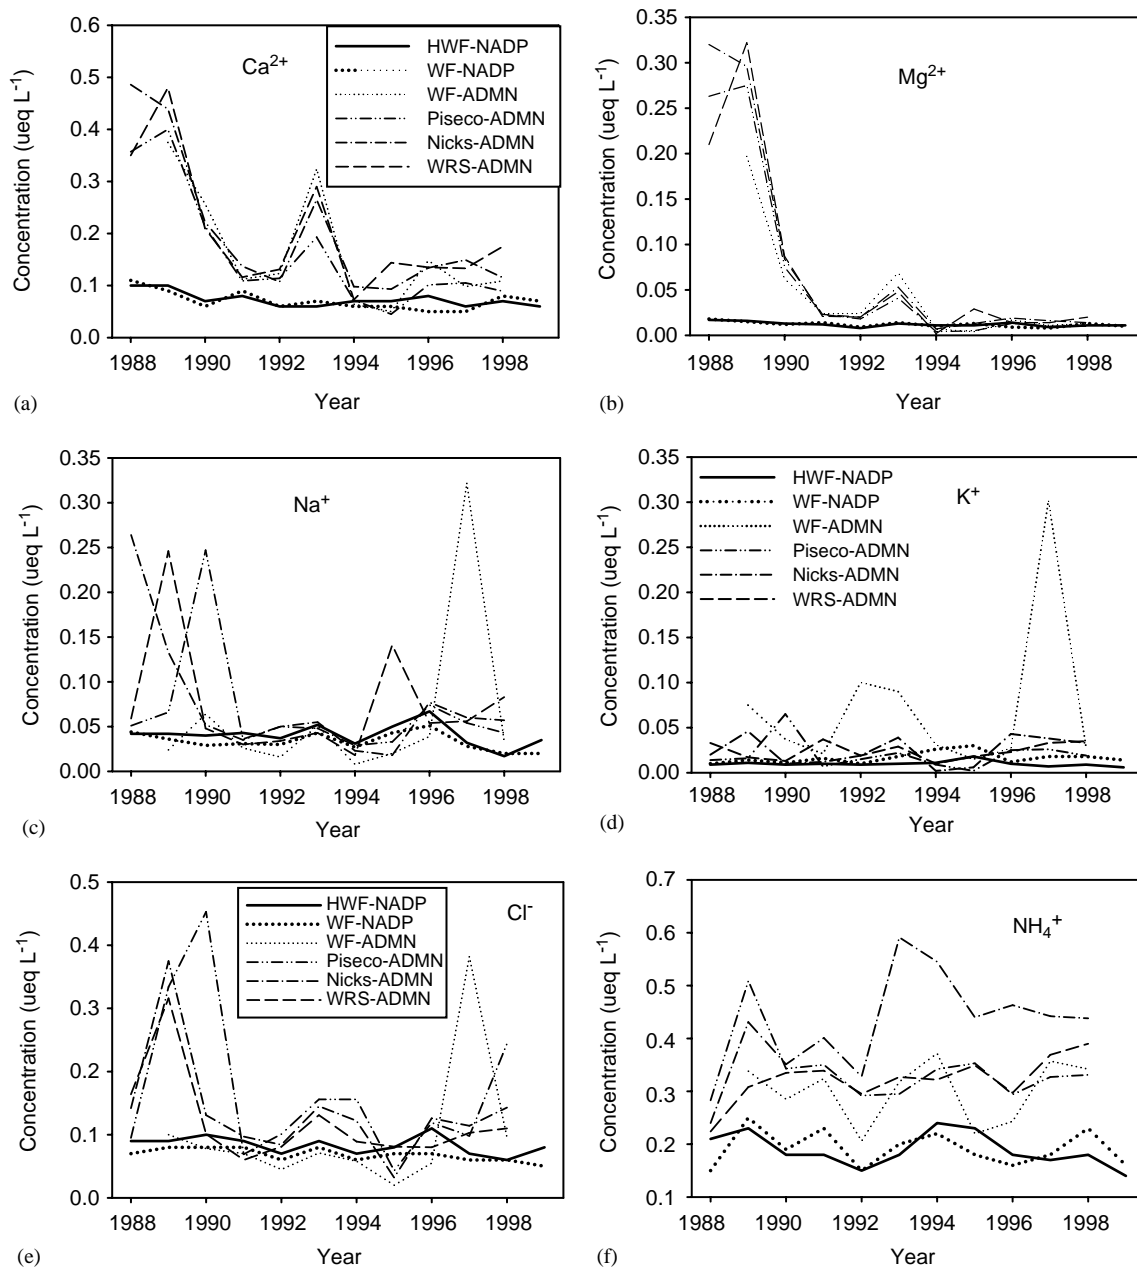 Concentration (ueq L-1)
0.6
0.5
0.4
0.3
0.2
0.1
0.0
Ca2+
HWF-NADP
WF-NADP
WF-ADMN
Piseco-ADMN
Nicks-ADMN
WRS-ADMN
1988 1990 1992 1994 1996 1998
Year
(a)
Concentration (ueq L-1)
0.35
0.30
0.25
0.20
0.15
0.10
0.05
0.00
Mg2+
1988 1990 1992 1994 1996 1998
Year
(b)
Concentration (ueq L-1)
0.35
0.30
0.25
0.20
0.15
0.10
0.05
0.00
Na+
1988 1990 1992 1994 1996 1998
Year
(c)
Concentration (ueq L-1)
0.35
0.30
0.25
0.20
0.15
0.10
0.05
0.00
HWF-NADP
WF-NADP
WF-ADMN
Piseco-ADMN
Nicks-ADMN
WRS-ADMN
K+
1988 1990 1992 1994 1996 1998
Year
(d)
Concentration (ueq L-1)
0.5
0.4
0.3
0.2
0.1
0.0
HWF-NADP
WF-NADP
WF-ADMN
Piseco-ADMN
Nicks-ADMN
WRS-ADMN
Cl-
1988 1990 1992 1994 1996 1998
Year
(e)
Concentration (ueq L-1)
0.7
0.6
0.5
0.4
0.3
0.2
0.1
NH4+
1988 1990 1992 1994 1996 1998
Year
(f)